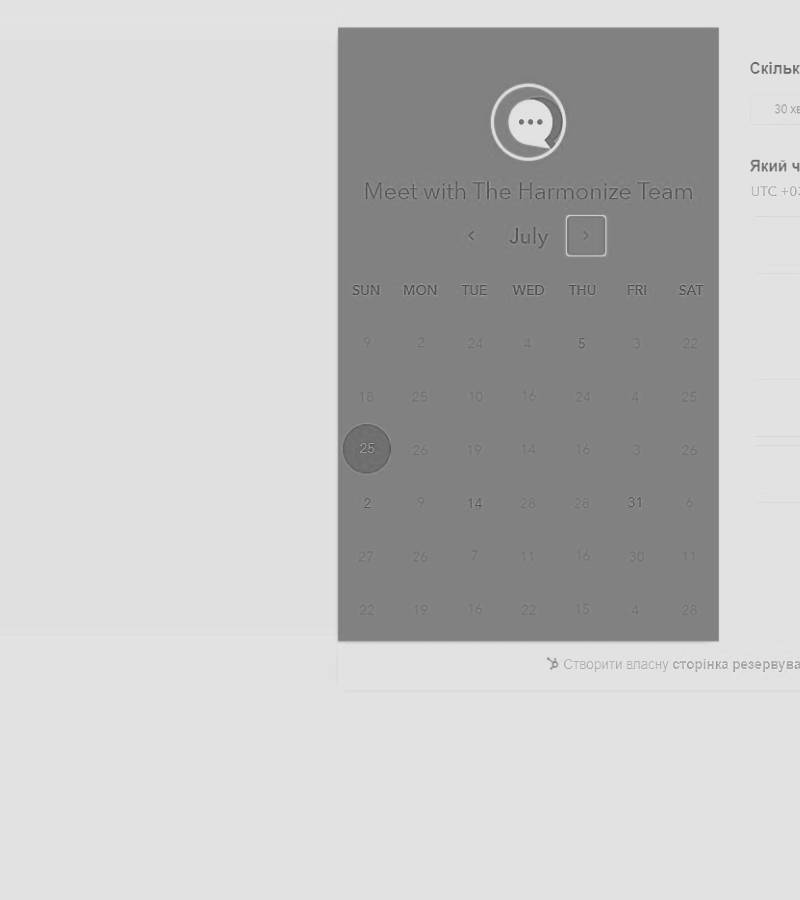 Meet with The Harmonize Team
July
SUN MON TUE WED THU FRI SAT
9 2 24 4 5 3 22
18 25 10 16 24 4 25
25 26 19 14 16 3 26
2 9 14 28 28 31 6
27 26 7 11 16 30 11
22 19 16 22 15 4 28
Скільк
30 хв
Який ч
UTC +03
Створити власну сторінка резервува